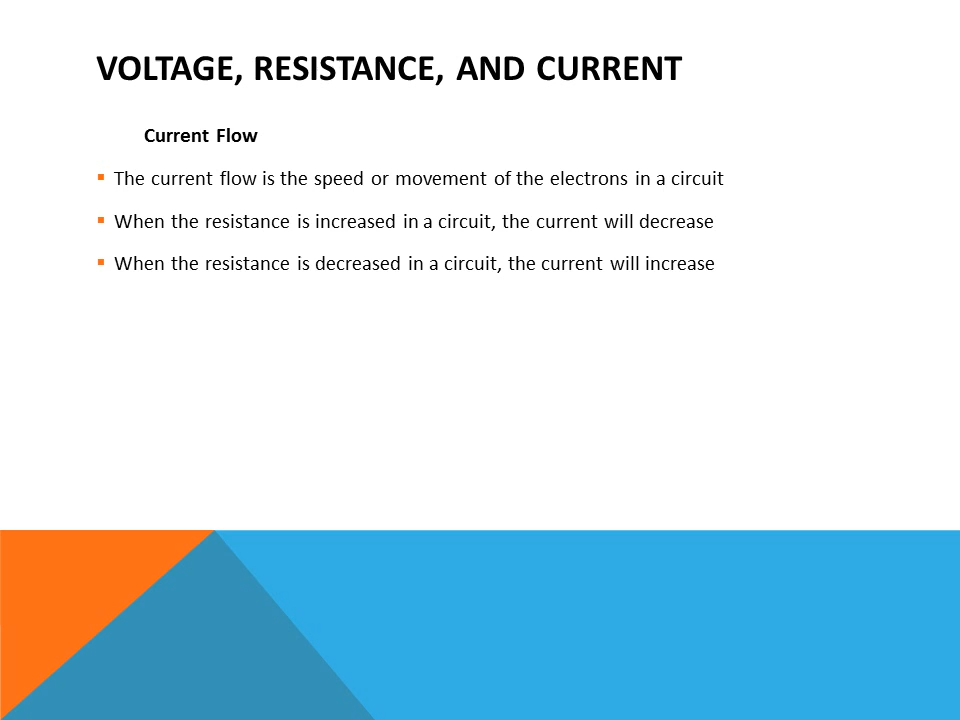 VOLTAGE, RESISTANCE, AND CURRENT
Current Flow
▪ The current flow is the speed or movement of the electrons in a circuit
▪ When the resistance is increased in a circuit, the current will decrease
▪ When the resistance is decreased in a circuit, the current will increase